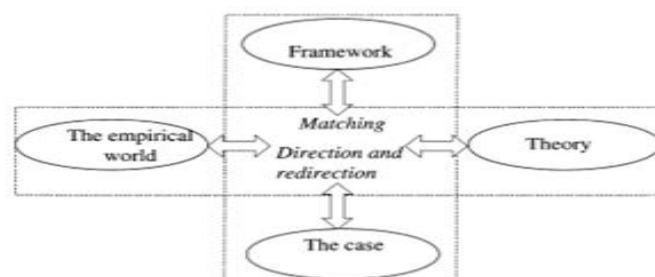 Framework
Matching
The empirical
world
Direction and
redirection
Theory
The case